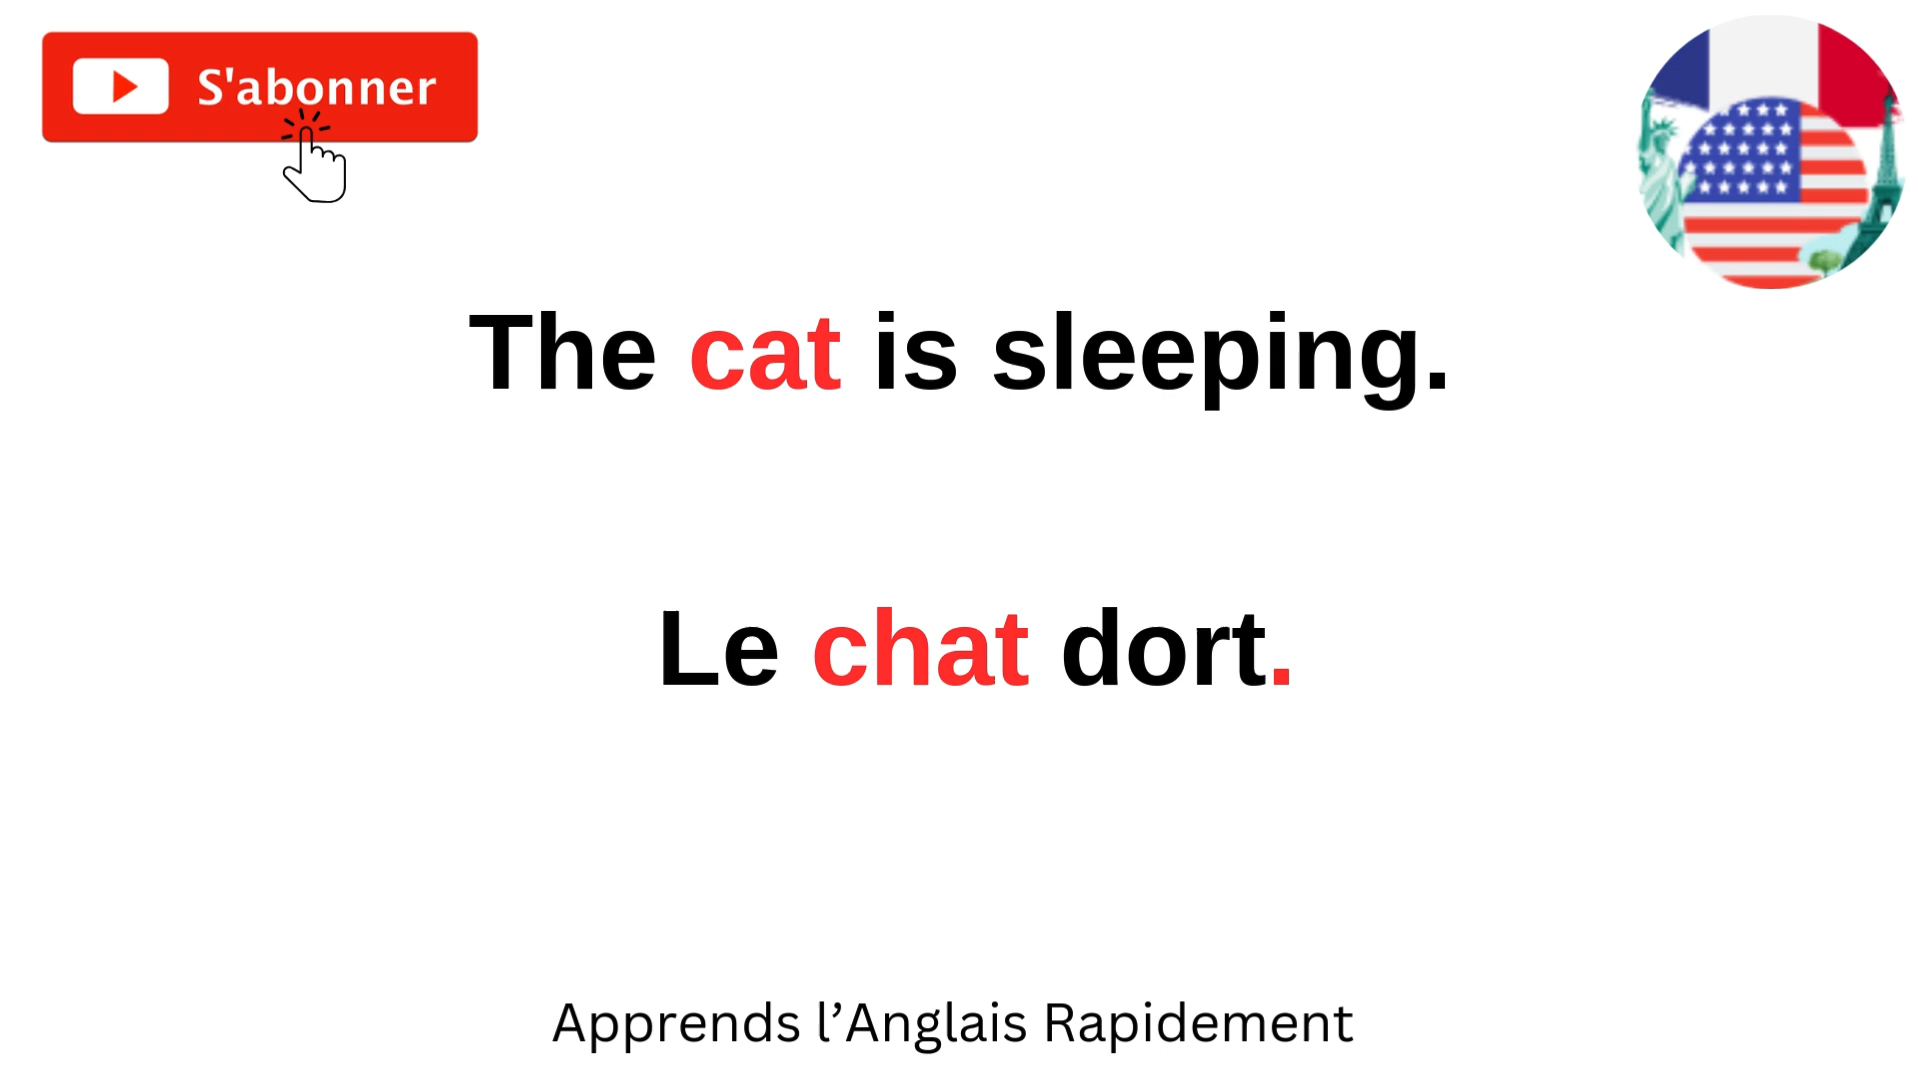 S'abonner
The cat is sleeping.
Le chat dort.
Apprends l’Anglais Rapidement